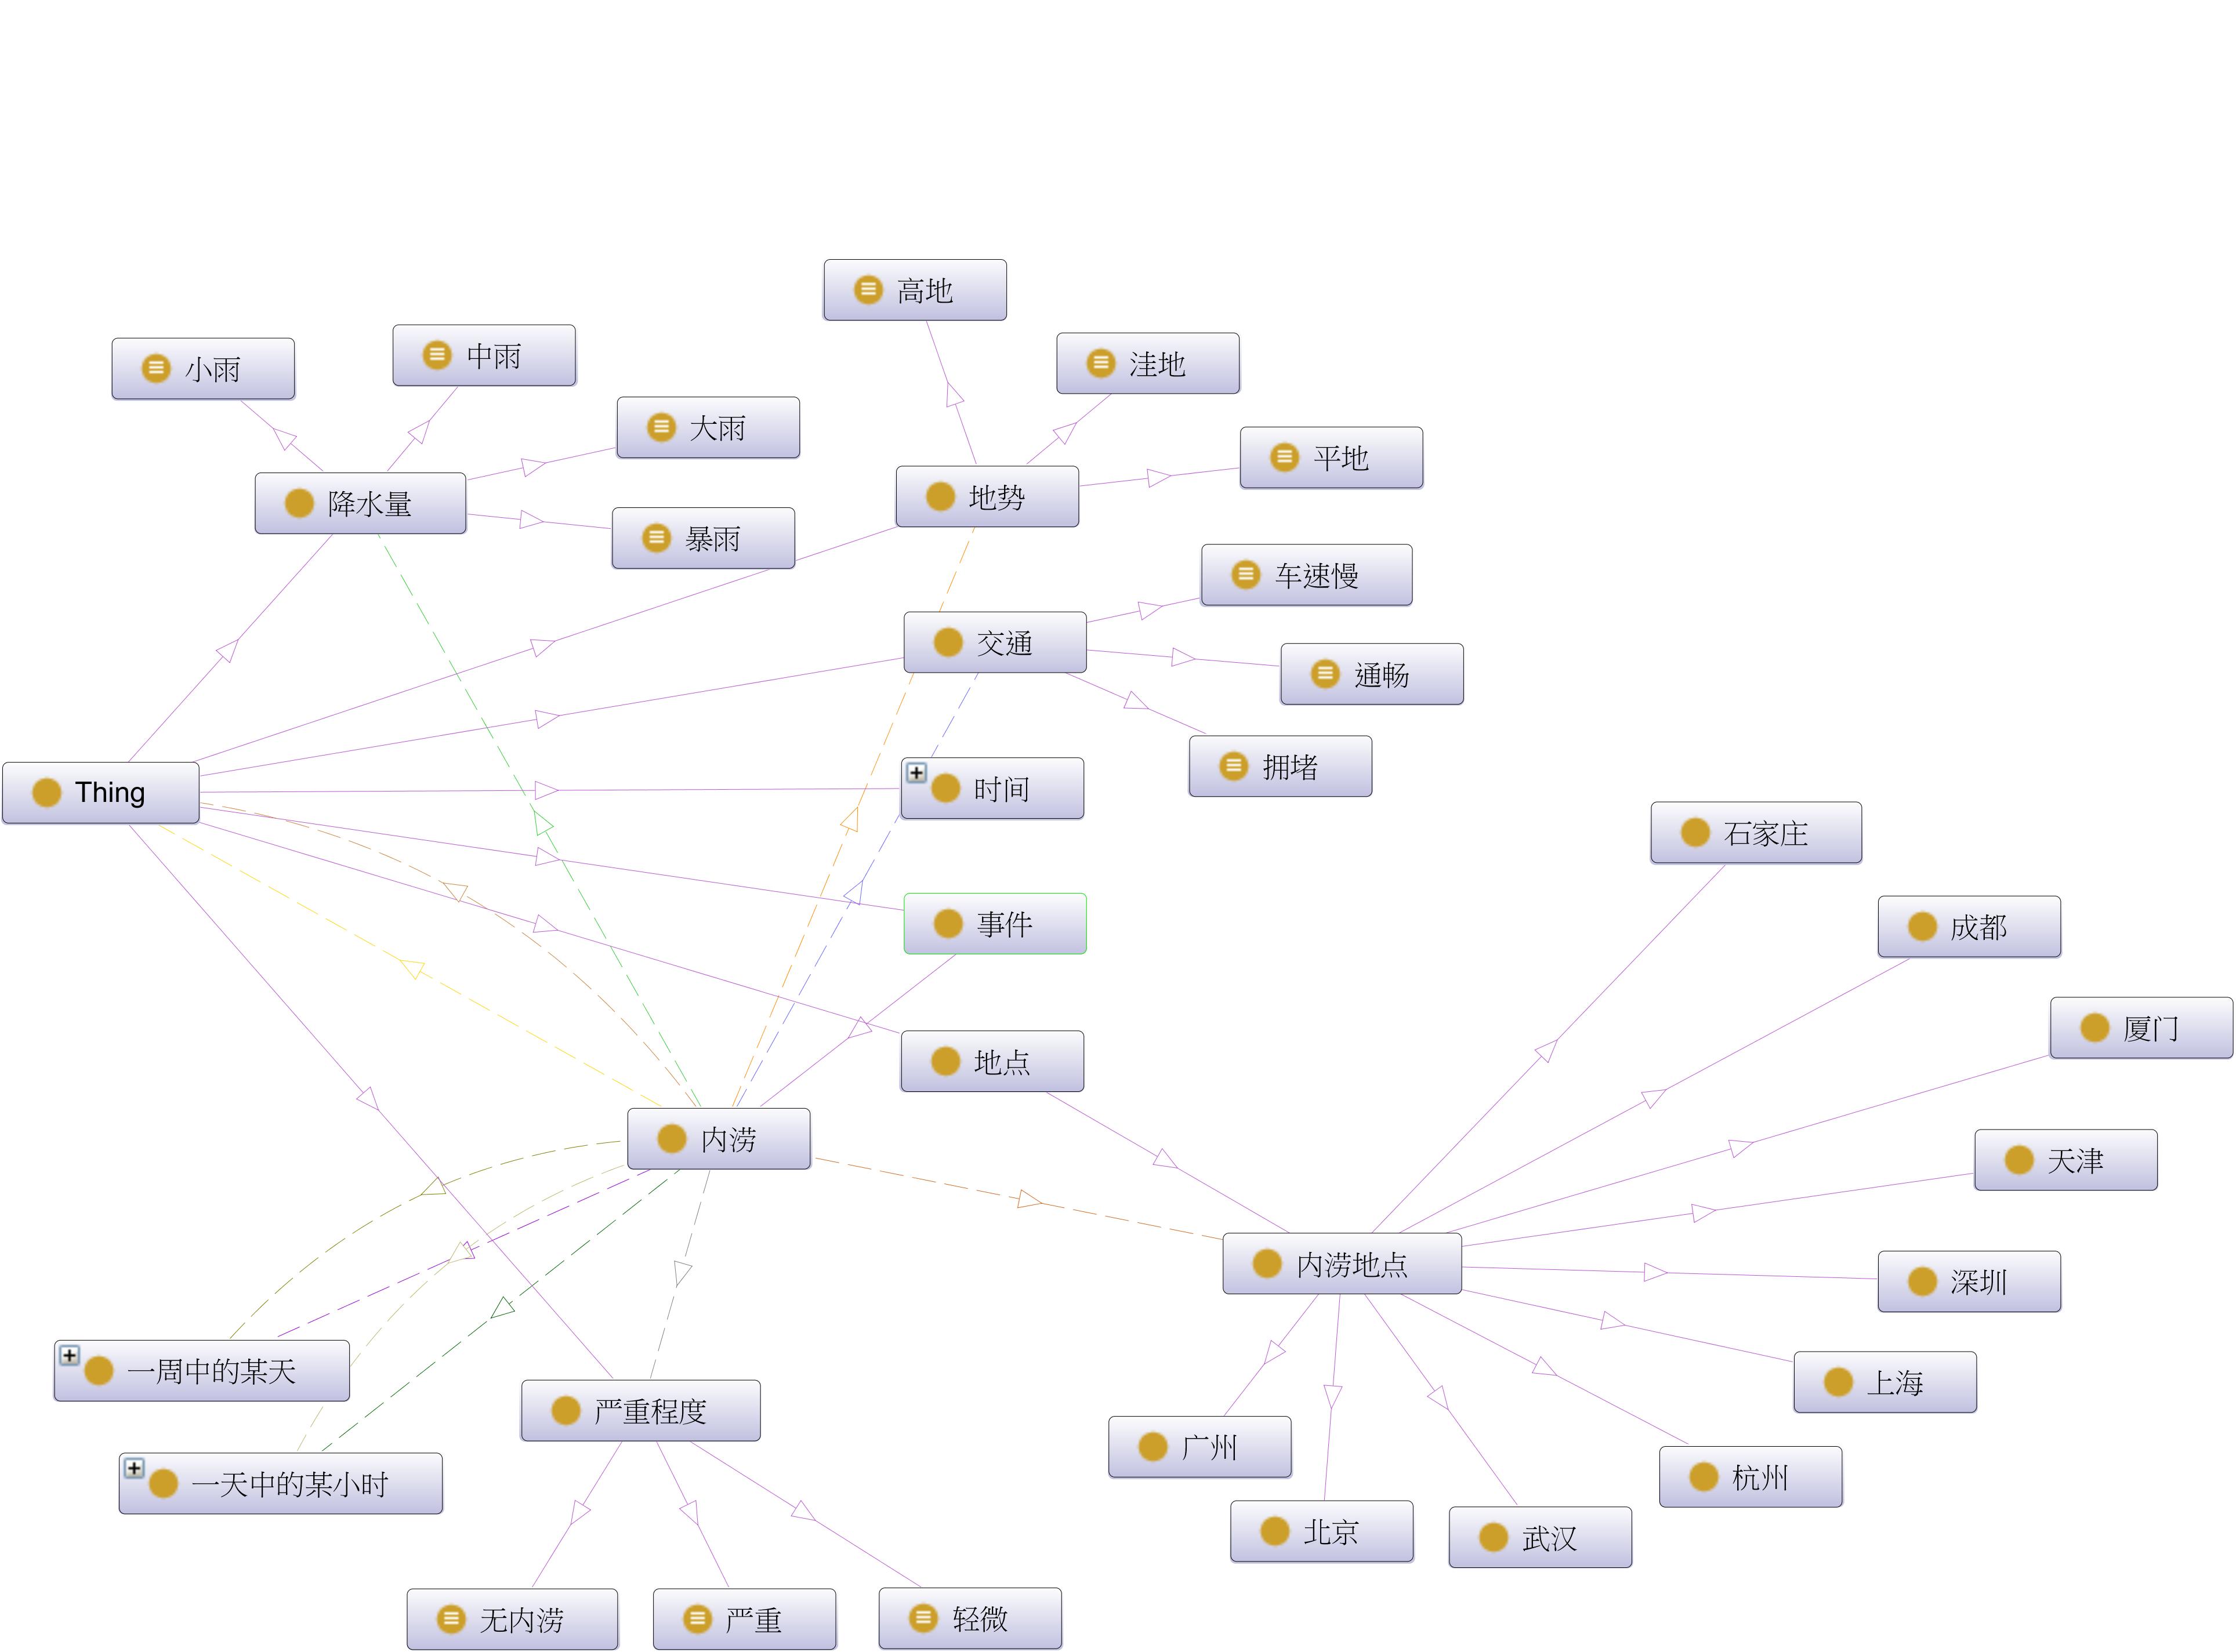 高地
小雨
中雨
洼地
大雨
平地
降水量
地势
暴雨
车速慢
交通
通畅
拥堵
Thing
时间
石家庄
事件
成都
厦门
地点
内涝
天津
内涝地点
深圳
一周中的某天
上海
严重程度
广州
一天中的某小时
杭州
北京
武汉
无内涝
严重
轻微